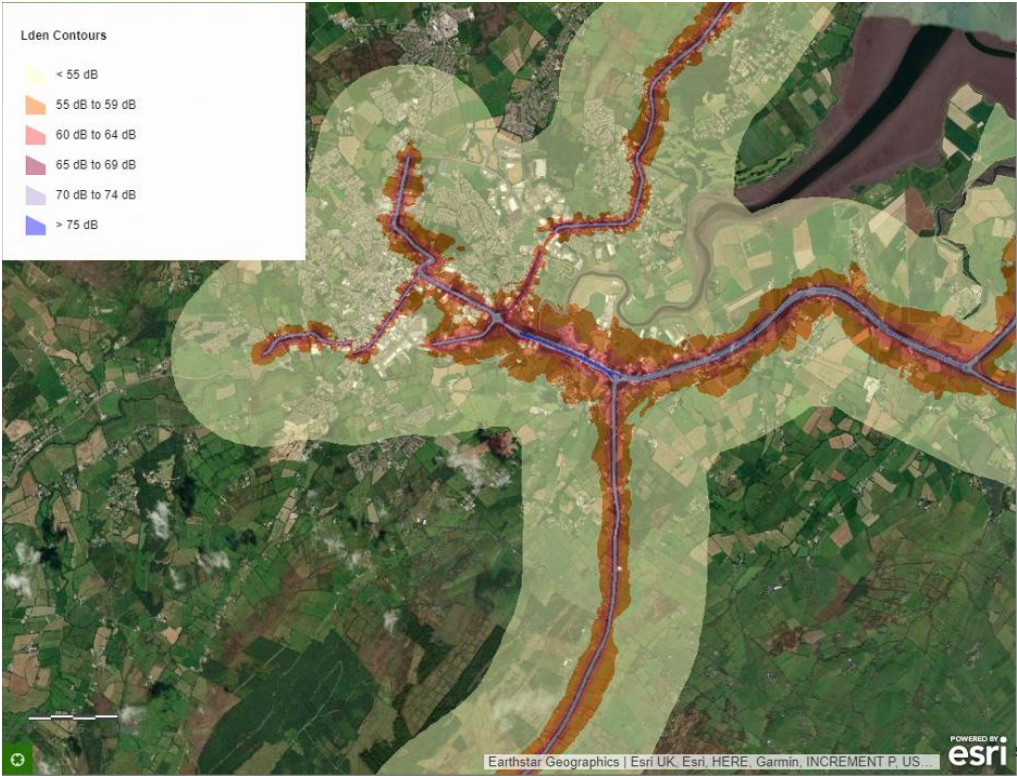 Lden Contours
< 55 dB
55 dB to 59 dB
60 dB to 64 dB
65 dB to 69 dB
70 dB to 74 dB
> 75 dB
Earthstar Geographics | Esri UK, Esri, HERE, Garmin, INCREMENT P, US...
POWERED BY
esri